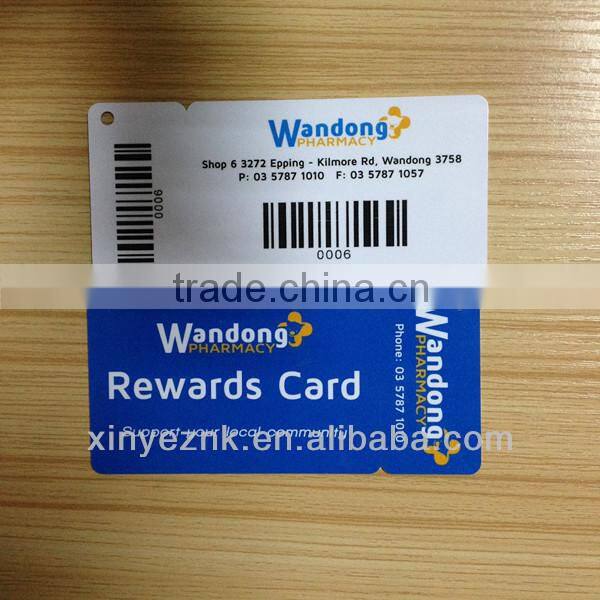 Wandong
PHARMACY
Shop 6 3272 Epping - Kilmore Rd, Wandong 3758
P: 03 5787 1010 F: 03 5787 1057
0006
0006
trade.china.cn
Wandong
PHARMACY
Rewards Card
Support your local community
Wandong
PHARMACY
Phone: 03 5787 1010
xinyeznk.en.alibaba.com